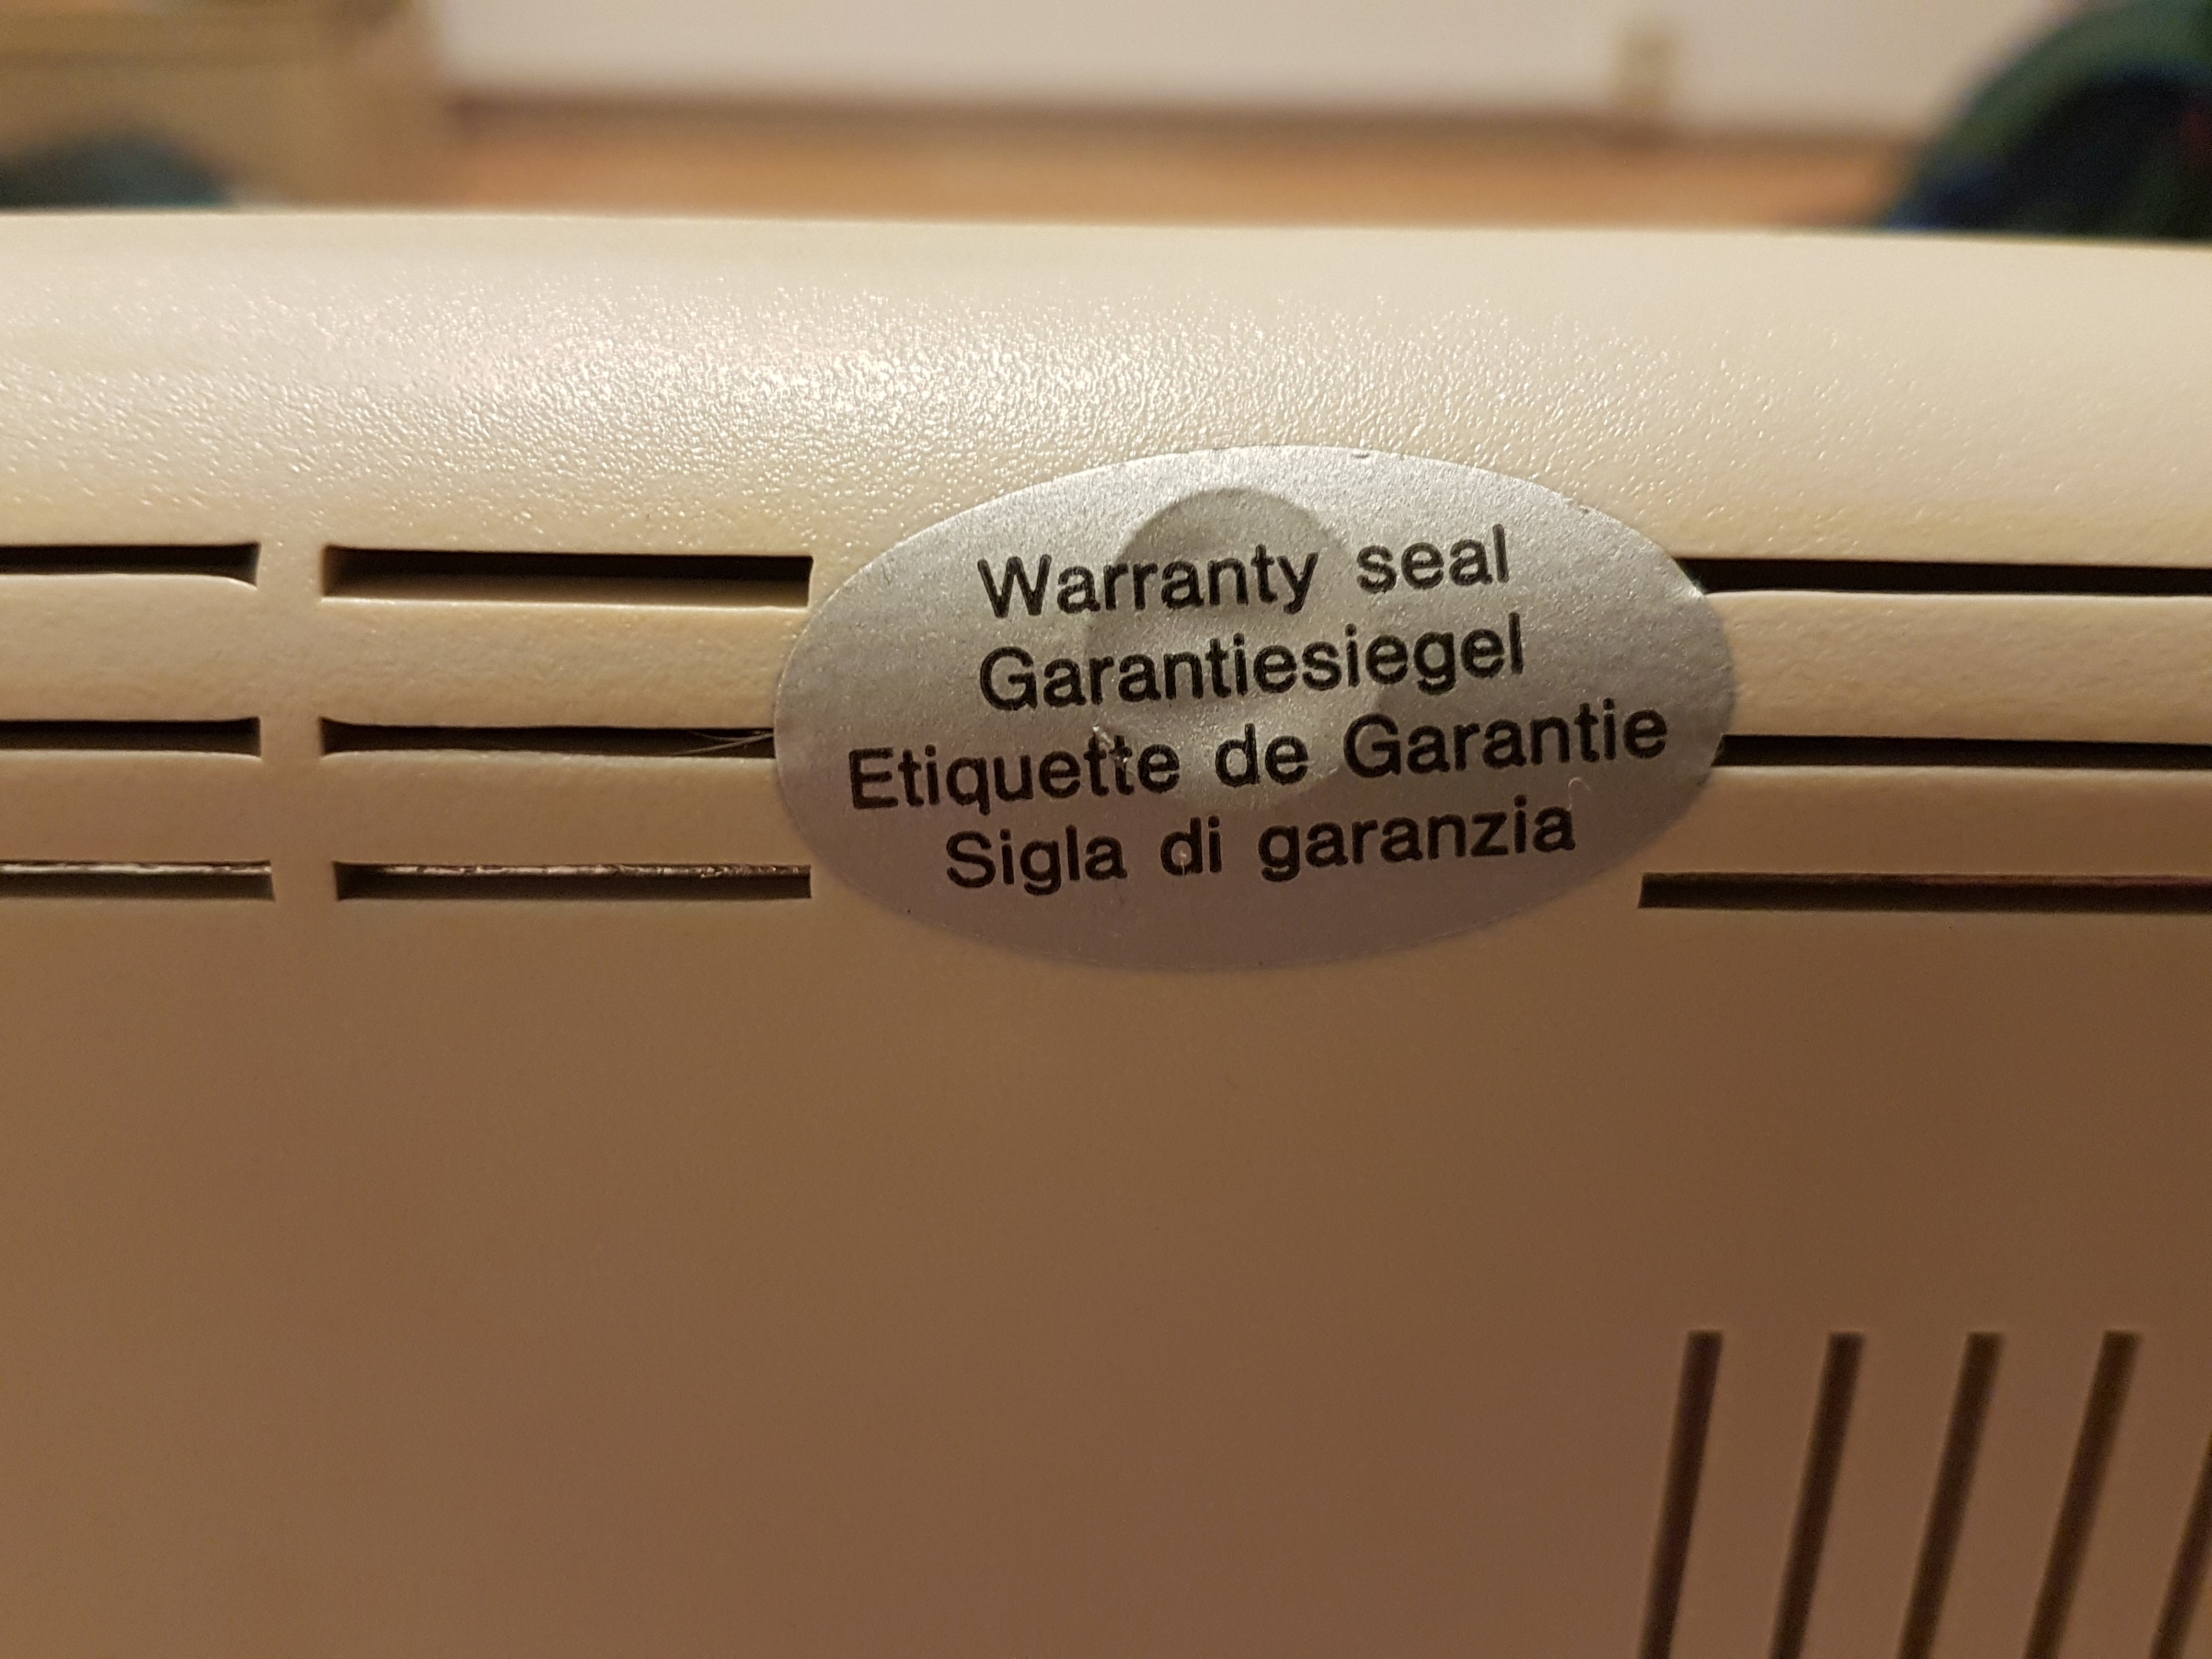 Warranty seal
Garantiesiegel
Etiquette de Garantie
Sigla di garanzia